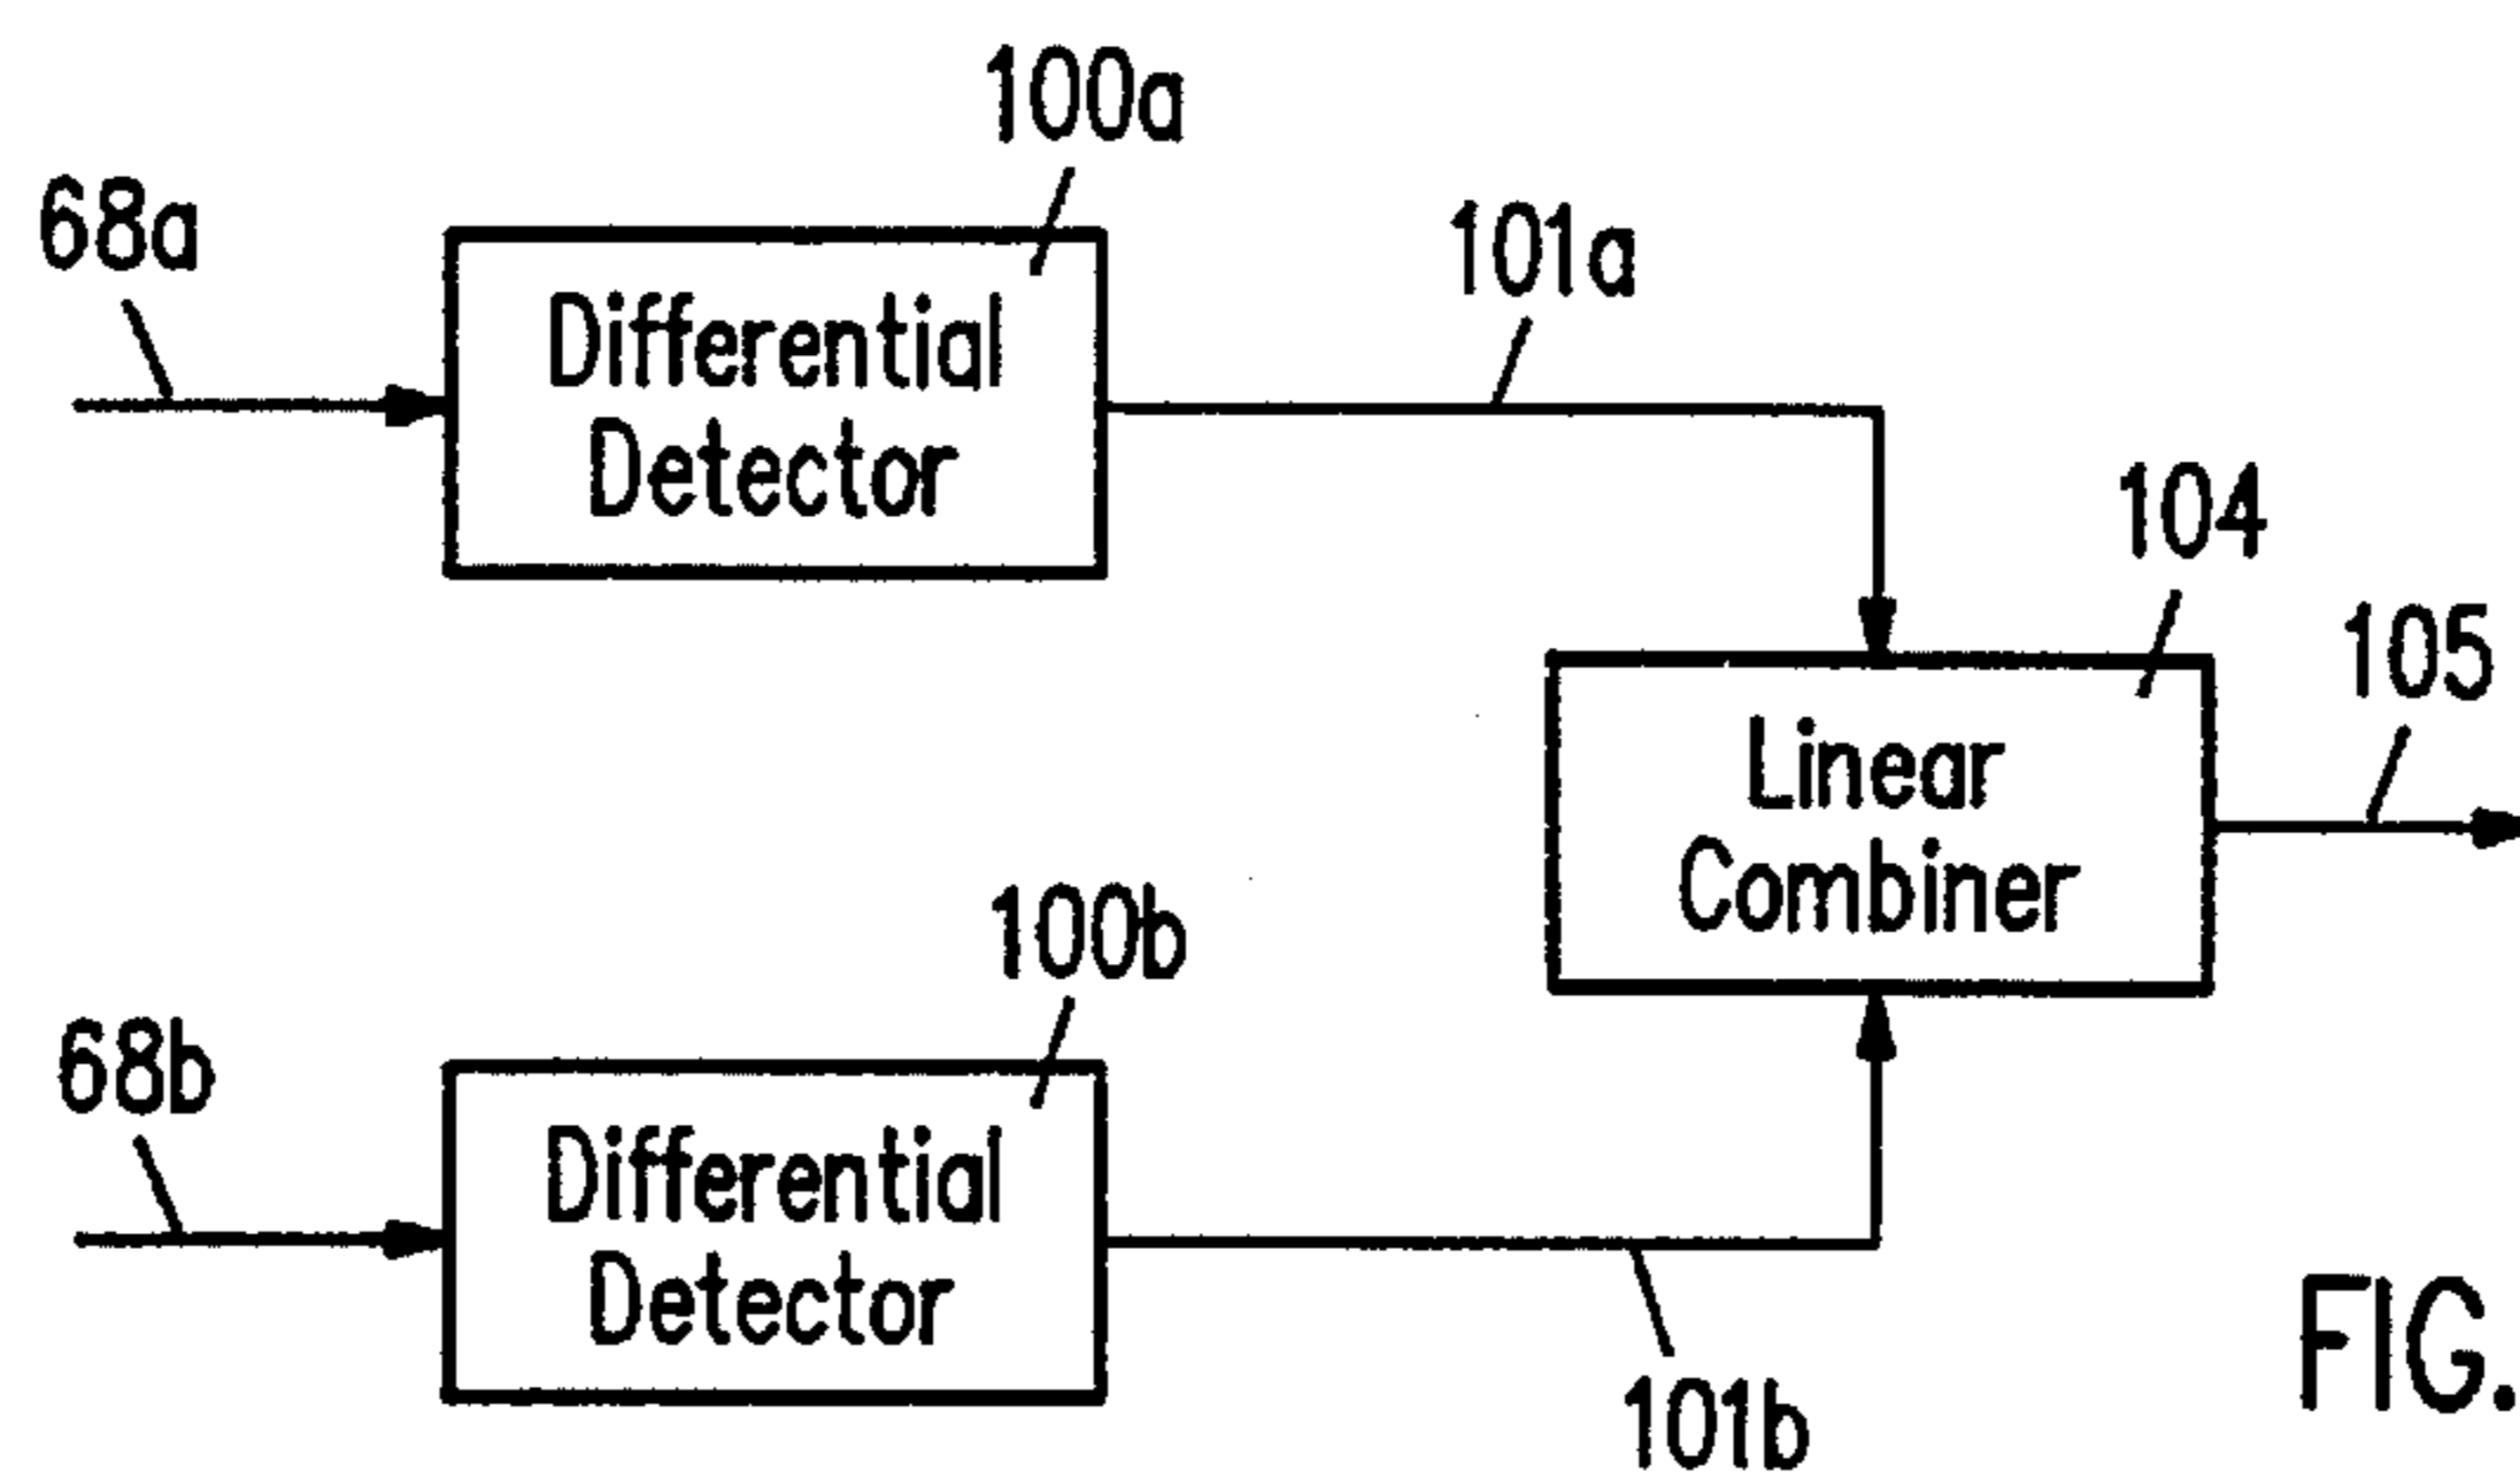 100a
68a
101a
Differential
Detector
104
105
Linear
Combiner
100b
68b
Differential
Detector
FIG.
101b